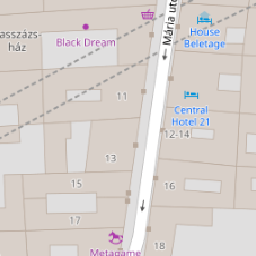 asszázs-
ház
Black Dream
Mária utc
House
Beletage
11
Central
Hotel 21
12-14
13
15
16
17
Metagame
18